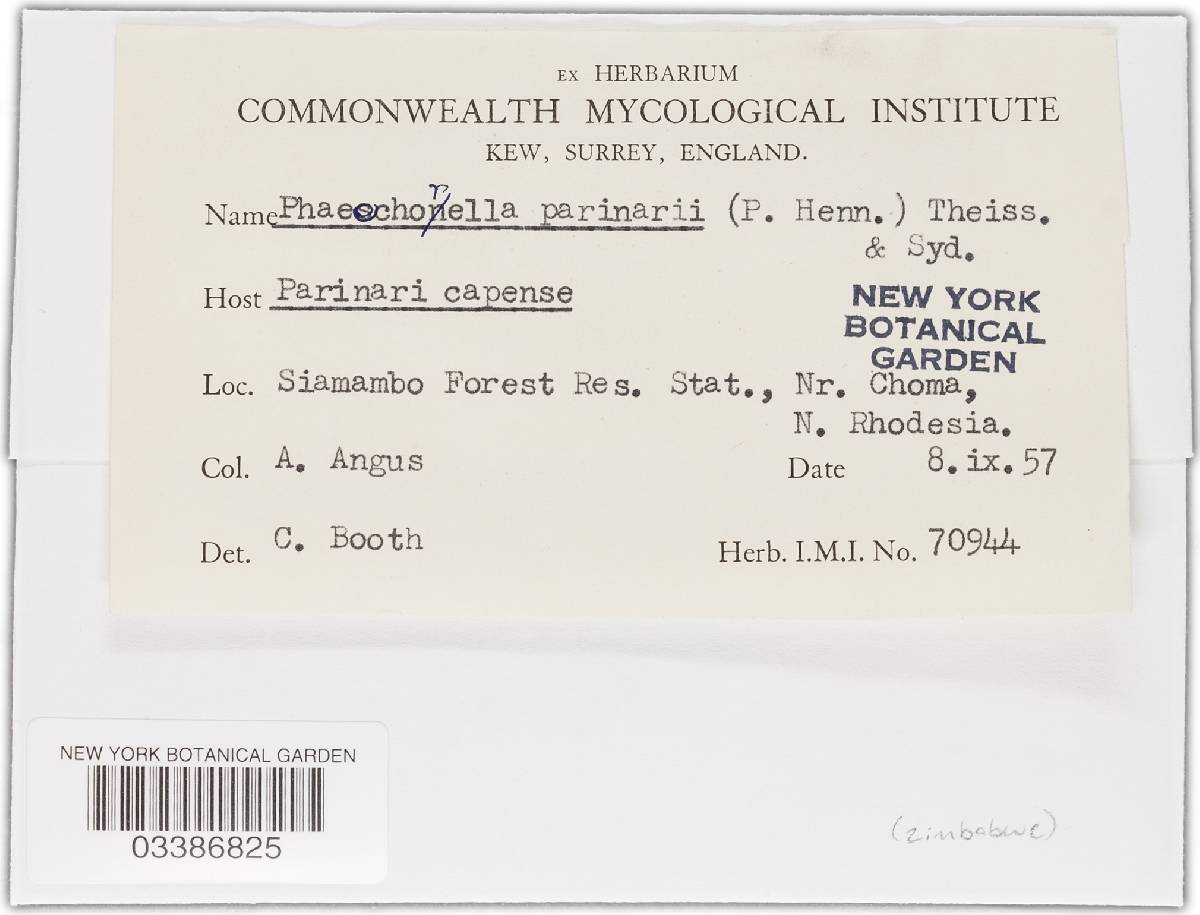 EX HERBARIUM
COMMONWEALTH MYCOLOGICAL INSTITUTE
KEW, SURREY, ENGLAND.
Name Phaeochorella parinarii (P. Henn.) Theiss.
& Syd.
Host Parinari capense
NEW YORK
BOTANICAL
GARDEN
Loc. Siamambo Forest Res. Stat., Nr. Choma,
N. Rhodesia.
Col. A. Angus Date 8.ix.57
Det. C. Booth Herb. I.M.I. No. 70944
NEW YORK BOTANICAL GARDEN
03386825
(zimbabwe)